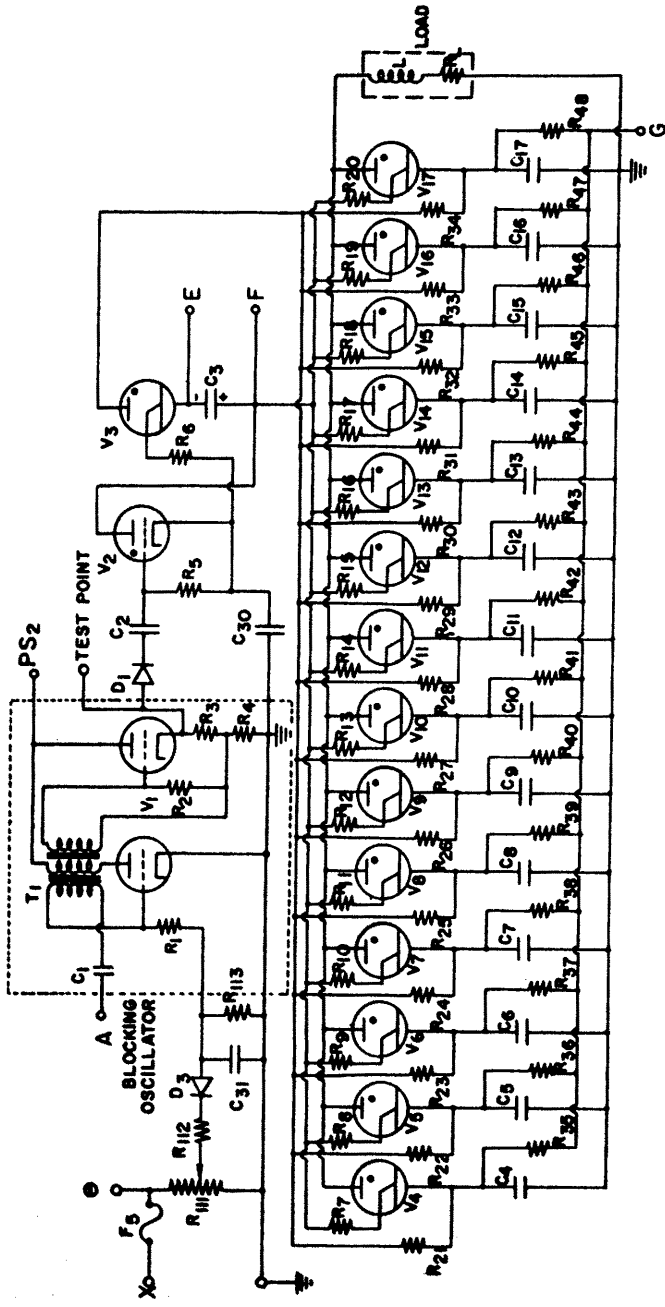 PS2
TEST POINT
V3
E
C3
-
+
F
R6
V2
R5
C2
D1
C30
T1
V1
R2
R3
R4
C1
A
R1
BLOCKING
OSCILLATOR
R113
D3
C31
R112
R111
F5
X
LOAD
L
R
R7
R8
R9
R10
R11
R12
R13
R14
R15
R16
R17
R18
R19
R20
V4
V5
V6
V7
V8
V9
V10
V11
V12
V13
V14
V15
V16
V17
R21
R22
R23
R24
R25
R26
R27
R28
R29
R30
R31
R32
R33
R34
C4
C5
C6
C7
C8
C9
C10
C11
C12
C13
C14
C15
C16
C17
R35
R36
R37
R38
R39
R40
R41
R42
R43
R44
R45
R46
R47
R48
G